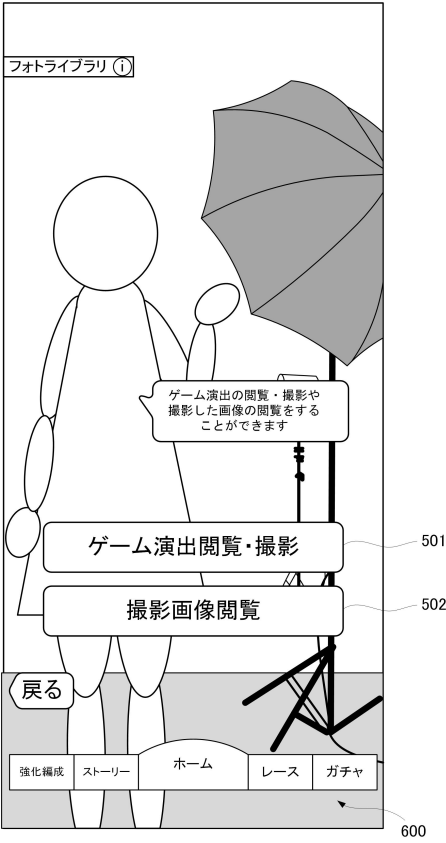 フォトライブラリ i
ゲーム演出の閲覧・撮影や
撮影した画像の閲覧をする
ことができます
ゲーム演出閲覧・撮影
501
撮影画像閲覧
502
戻る
強化編成
ストーリー
ホーム
レース
ガチャ
600